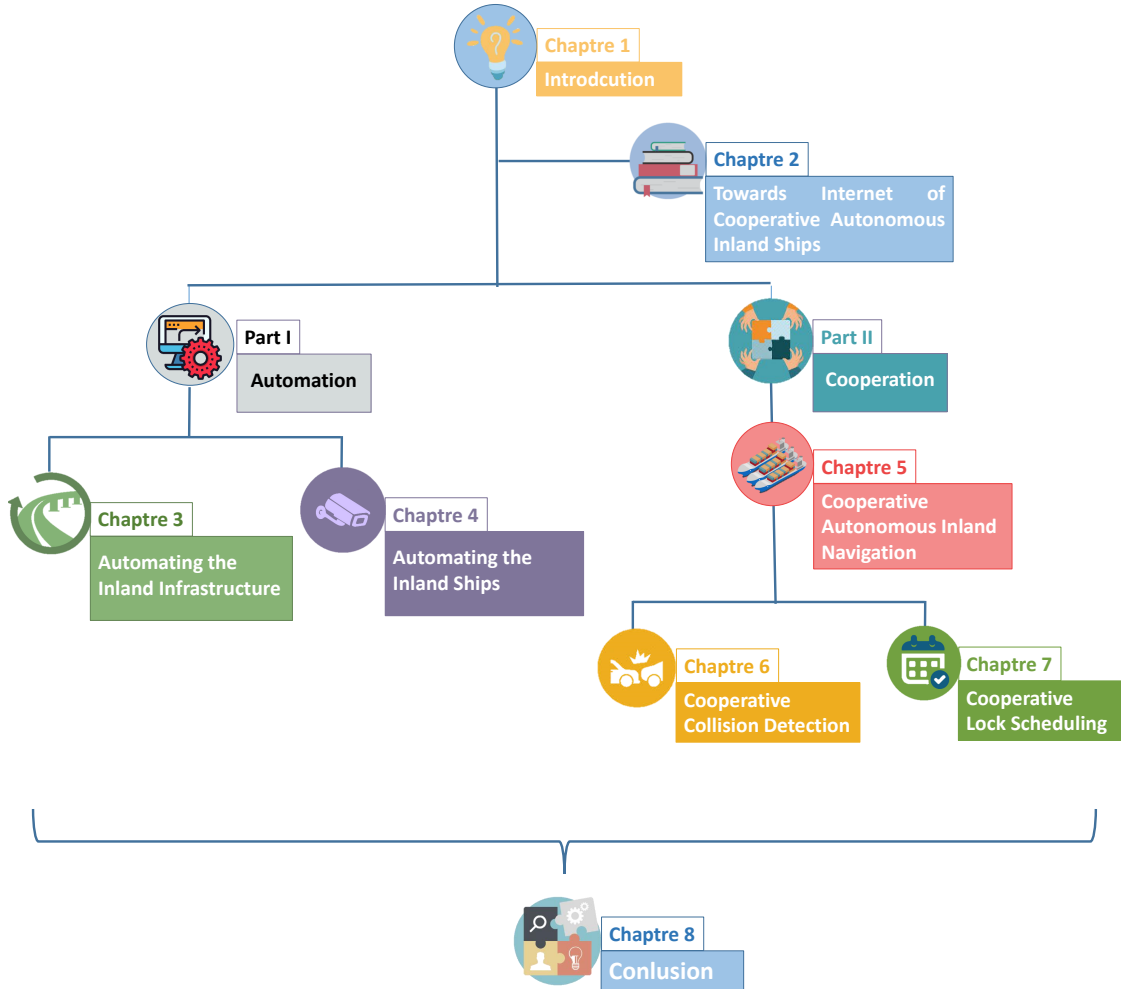 Chaptre 1
Introdcution
Chaptre 2
Towards Internet of
Cooperative Autonomous
Inland Ships
Part I
Automation
Part II
Cooperation
Chaptre 3
Automating the
Inland Infrastructure
Chaptre 4
Automating the
Inland Ships
Chaptre 5
Cooperative
Autonomous Inland
Navigation
Chaptre 6
Cooperative
Collision Detection
Chaptre 7
Cooperative
Lock Scheduling
Chaptre 8
Conlusion